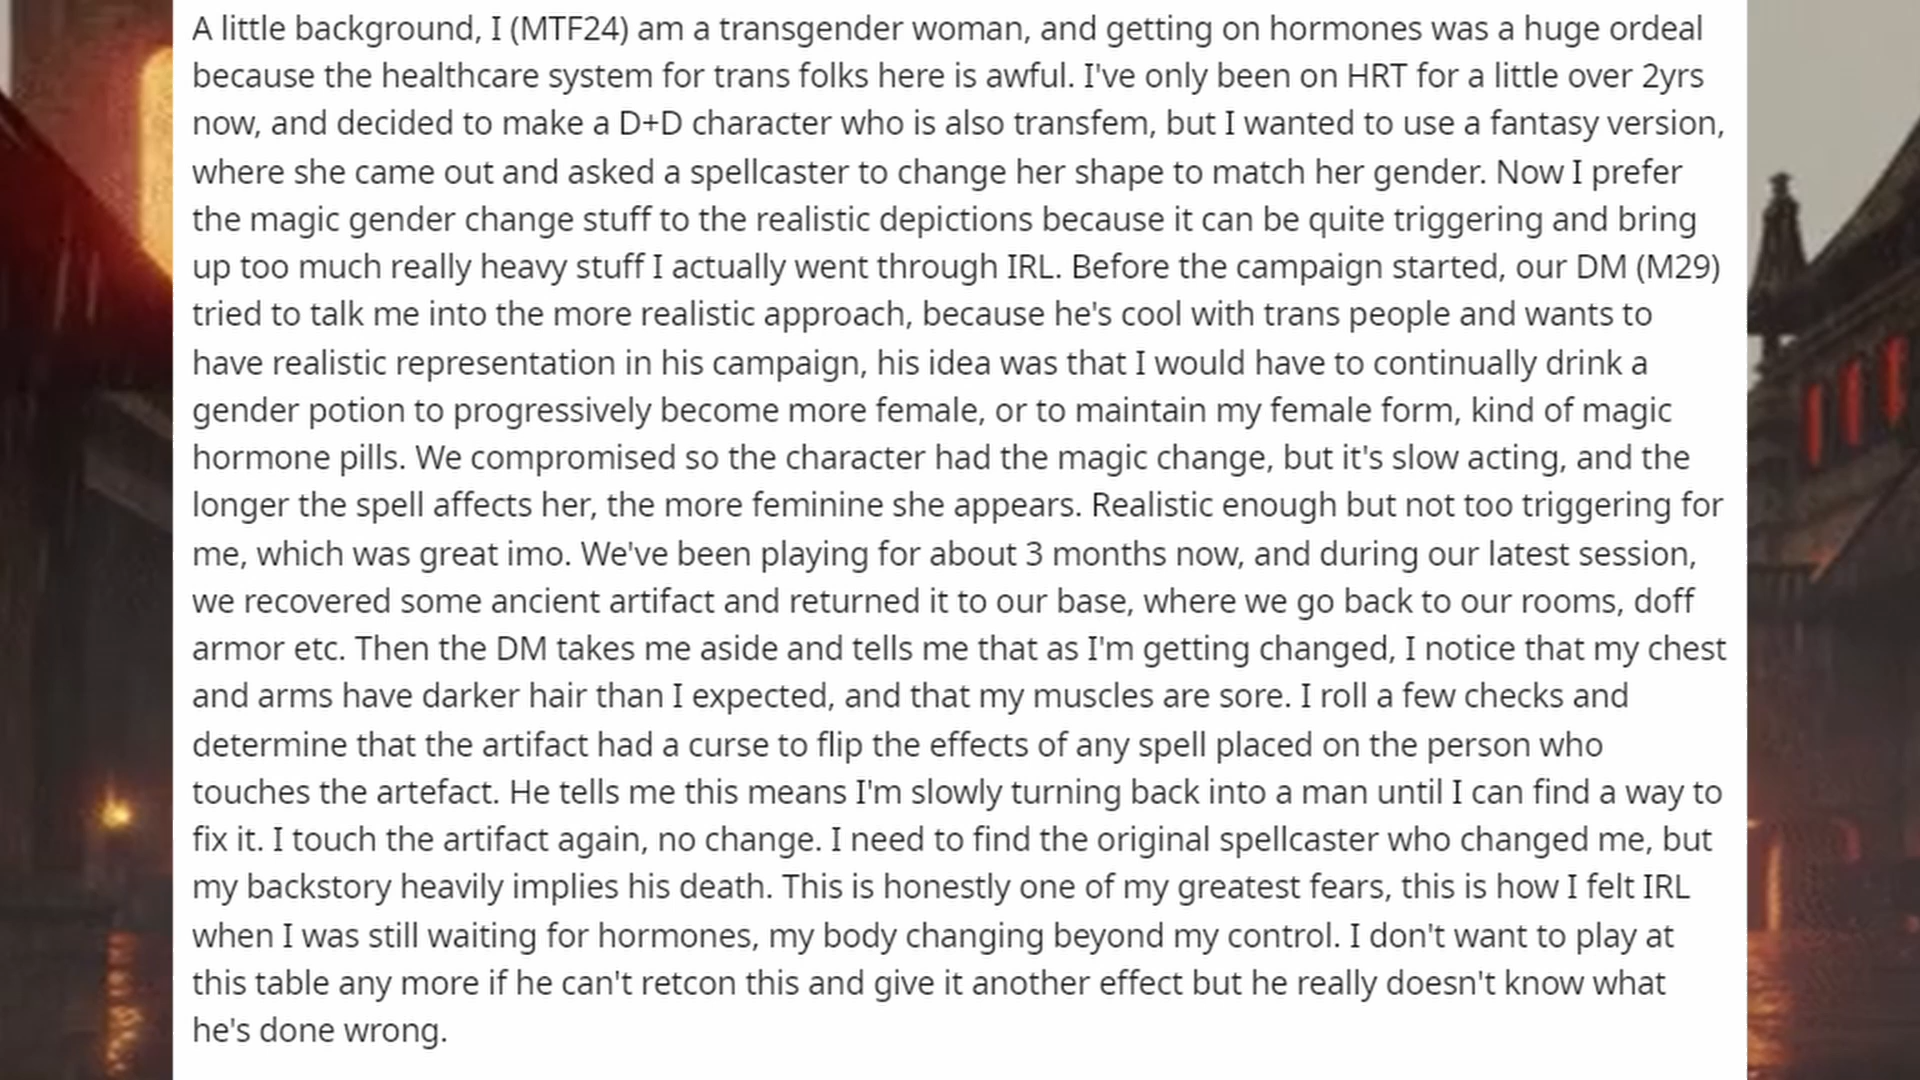 A little background, I (MTF24) am a transgender woman, and getting on hormones was a huge ordeal
because the healthcare system for trans folks here is awful. I've only been on HRT for a little over 2yrs
now, and decided to make a D+D character who is also transfem, but I wanted to use a fantasy version,
where she came out and asked a spellcaster to change her shape to match her gender. Now I prefer
the magic gender change stuff to the realistic depictions because it can be quite triggering and bring
up too much really heavy stuff I actually went through IRL. Before the campaign started, our DM (M29)
tried to talk me into the more realistic approach, because he's cool with trans people and wants to
have realistic representation in his campaign, his idea was that I would have to continually drink a
gender potion to progressively become more female, or to maintain my female form, kind of magic
hormone pills. We compromised so the character had the magic change, but it's slow acting, and the
longer the spell affects her, the more feminine she appears. Realistic enough but not too triggering for
me, which was great imo. We've been playing for about 3 months now, and during our latest session,
we recovered some ancient artifact and returned it to our base, where we go back to our rooms, doff
armor etc. Then the DM takes me aside and tells me that as I'm getting changed, I notice that my chest
and arms have darker hair than I expected, and that my muscles are sore. I roll a few checks and
determine that the artifact had a curse to flip the effects of any spell placed on the person who
touches the artefact. He tells me this means I'm slowly turning back into a man until I can find a way to
fix it. I touch the artifact again, no change. I need to find the original spellcaster who changed me, but
my backstory heavily implies his death. This is honestly one of my greatest fears, this is how I felt IRL
when I was still waiting for hormones, my body changing beyond my control. I don't want to play at
this table any more if he can't retcon this and give it another effect but he really doesn't know what
he's done wrong.